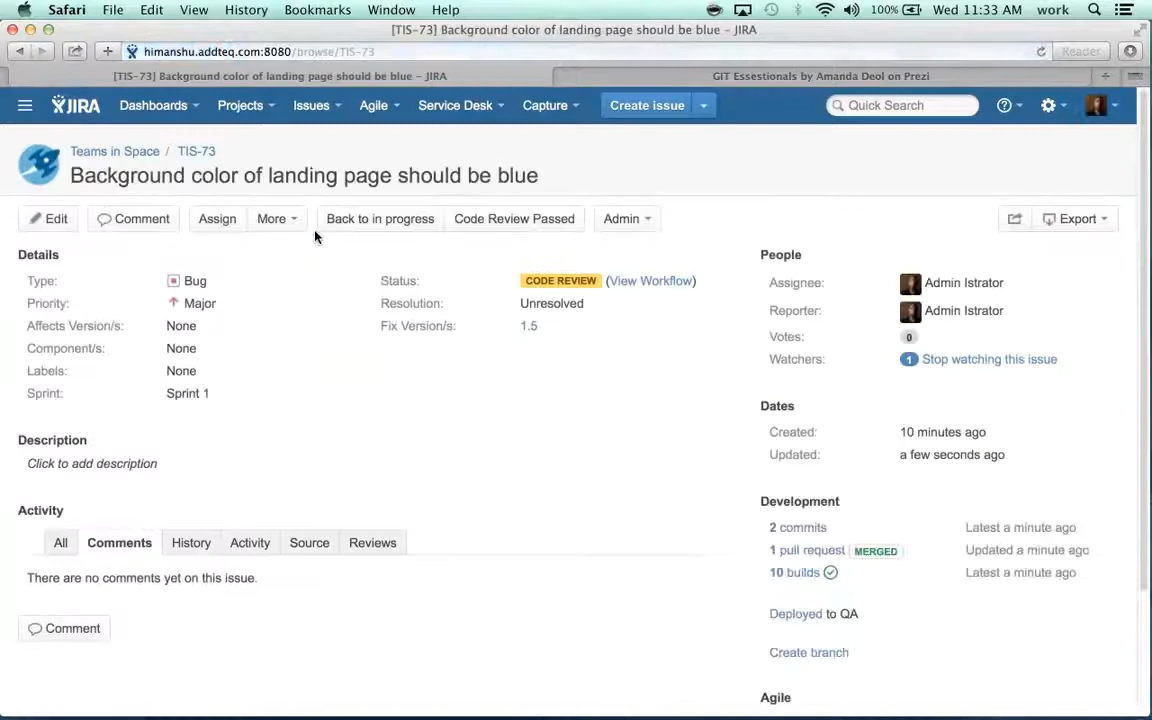 Safari File Edit View History Bookmarks Window Help 100% Wed 11:33 AM work
[TIS-73] Background color of landing page should be blue – JIRA
himanshu.addteq.com:8080/browse/TIS-73 Reader
[TIS-73] Background color of landing page should be blue – JIRA GIT Essestionals by Amanda Deol on Prezi
JIRA Dashboards Projects Issues Agile Service Desk Capture Create issue Quick Search
Teams in Space / TIS-73
Background color of landing page should be blue
Edit Comment Assign More Back to in progress Code Review Passed Admin Export
Details
Type: Bug
Priority: Major
Affects Version/s: None
Component/s: None
Labels: None
Sprint: Sprint 1
Status: CODE REVIEW (View Workflow)
Resolution: Unresolved
Fix Version/s: 1.5
Description
Click to add description
Activity
All Comments History Activity Source Reviews
There are no comments yet on this issue.
Comment
People
Assignee: Admin Istrator
Reporter: Admin Istrator
Votes: 0
Watchers: 1 Stop watching this issue
Dates
Created: 10 minutes ago
Updated: a few seconds ago
Development
2 commits Latest a minute ago
1 pull request MERGED Updated a minute ago
10 builds Latest a minute ago
Deployed to QA
Create branch
Agile